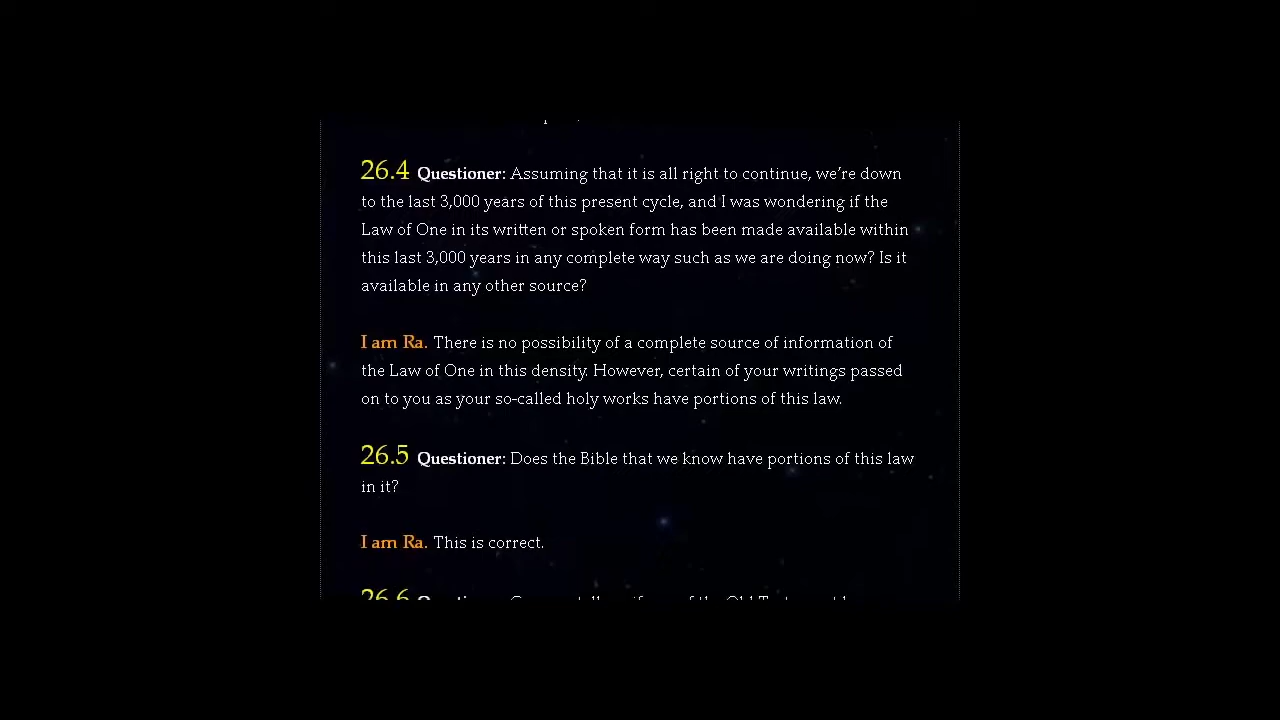 26.4 Questioner: Assuming that it is all right to continue, we're down
to the last 3,000 years of this present cycle, and I was wondering if the
Law of One in its written or spoken form has been made available within
this last 3,000 years in any complete way such as we are doing now? Is it
available in any other source?
I am Ra. There is no possibility of a complete source of information of
the Law of One in this density. However, certain of your writings passed
on to you as your so-called holy works have portions of this law.
26.5 Questioner: Does the Bible that we know have portions of this law
in it?
I am Ra. This is correct.
26.6